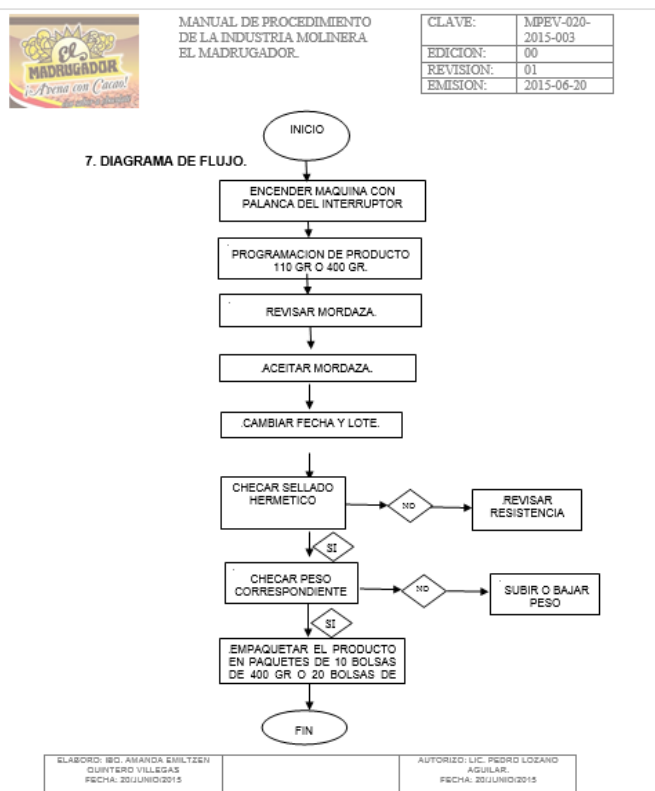 El
MADRUGADOR
¡Avena con Cacao!
MANUAL DE PROCEDIMIENTO
DE LA INDUSTRIA MOLINERA
EL MADRUGADOR.
CLAVE: MPEV-020-
2015-003
EDICION: 00
REVISION: 01
EMISION: 2015-06-20
INICIO
7. DIAGRAMA DE FLUJO.
ENCENDER MAQUINA CON
PALANCA DEL INTERRUPTOR
PROGRAMACION DE PRODUCTO
110 GR O 400 GR.
REVISAR MORDAZA.
.ACEITAR MORDAZA.
.CAMBIAR FECHA Y LOTE.
CHECAR SELLADO
HERMETICO
NO
.REVISAR
RESISTENCIA
SI
CHECAR PESO
CORRESPONDIENTE
NO
SUBIR O BAJAR
PESO
SI
.EMPAQUETAR EL PRODUCTO
EN PAQUETES DE 10 BOLSAS
DE 400 GR O 20 BOLSAS DE
FIN
ELABORO: IBQ. AMANDA EMILTZEN
QUINTERO VILLEGAS
FECHA: 20/JUNIO/2015
AUTORIZO: LIC. PEDRO LOZANO
AGUILAR.
FECHA: 20/JUNIO/2015